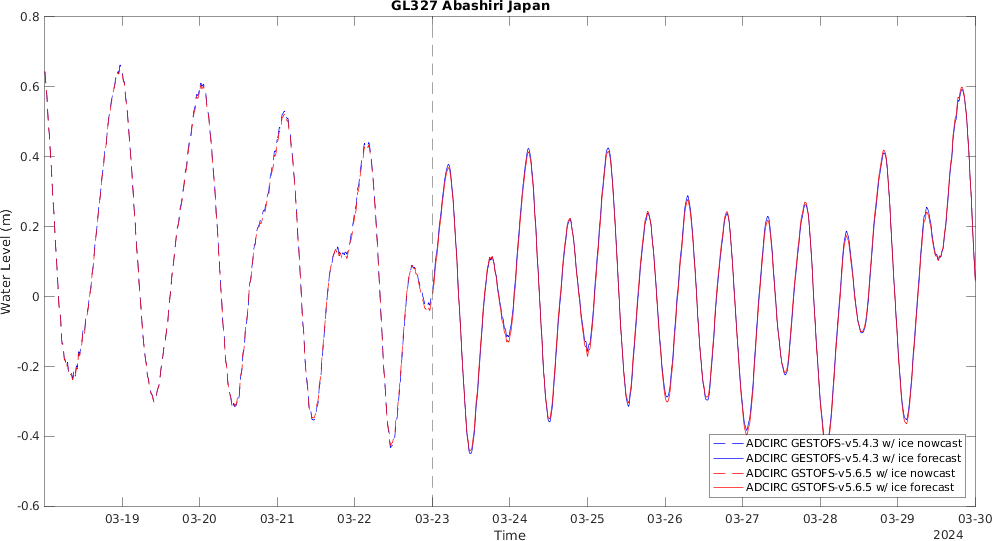 GL327 Abashiri Japan
0.8
0.6
0.4
0.2
0
-0.2
-0.4
-0.6
Water Level (m)
ADCIRC GESTOFS-v5.4.3 w/ ice nowcast
ADCIRC GESTOFS-v5.4.3 w/ ice forecast
ADCIRC GSTOFS-v5.6.5 w/ ice nowcast
ADCIRC GSTOFS-v5.6.5 w/ ice forecast
03-19 03-20 03-21 03-22 03-23 03-24 03-25 03-26 03-27 03-28 03-29 03-30
Time
2024